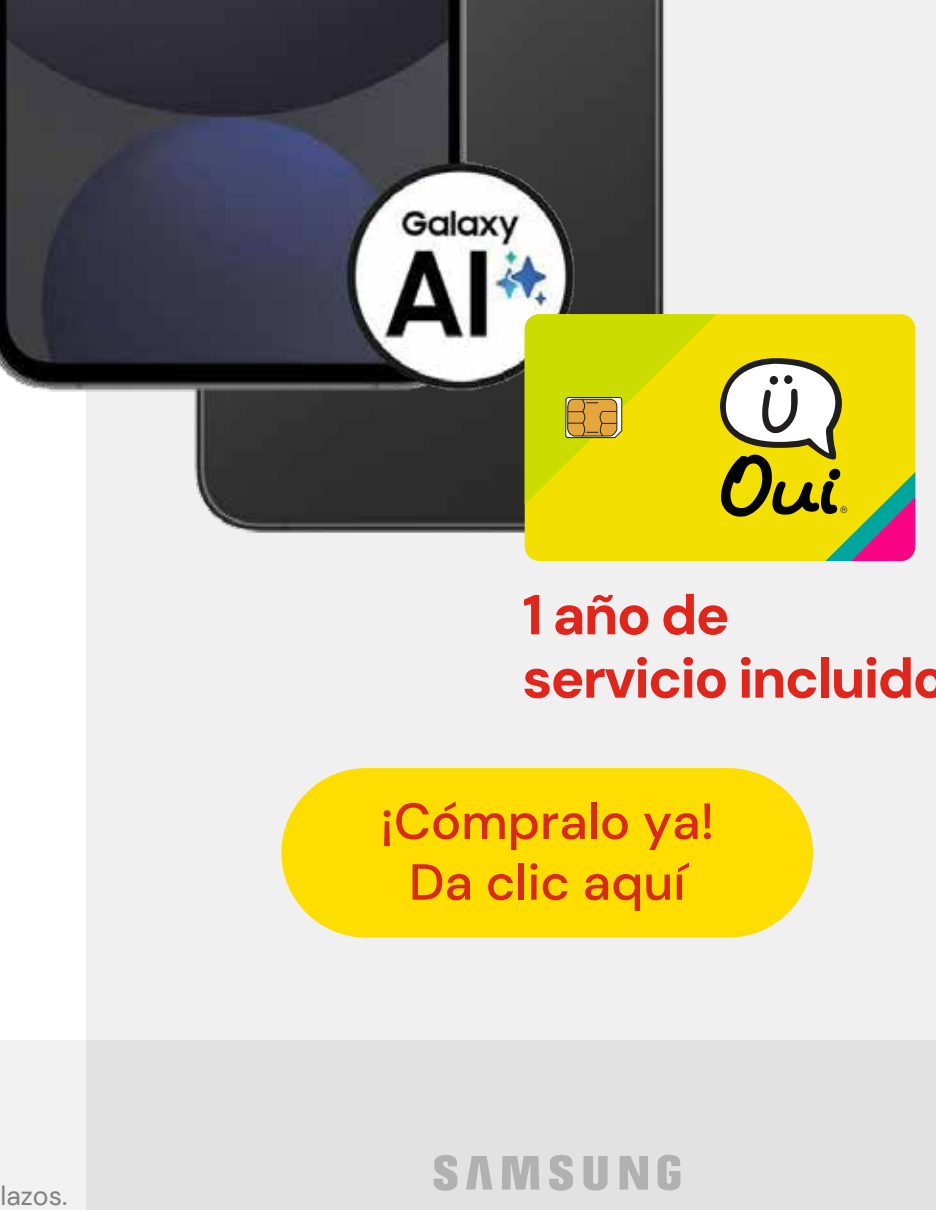 Galaxy
AI
Ü
Oui®
1 año de
servicio incluido
¡Cómpralo ya!
Da clic aquí
SAMSUNG
lazos.